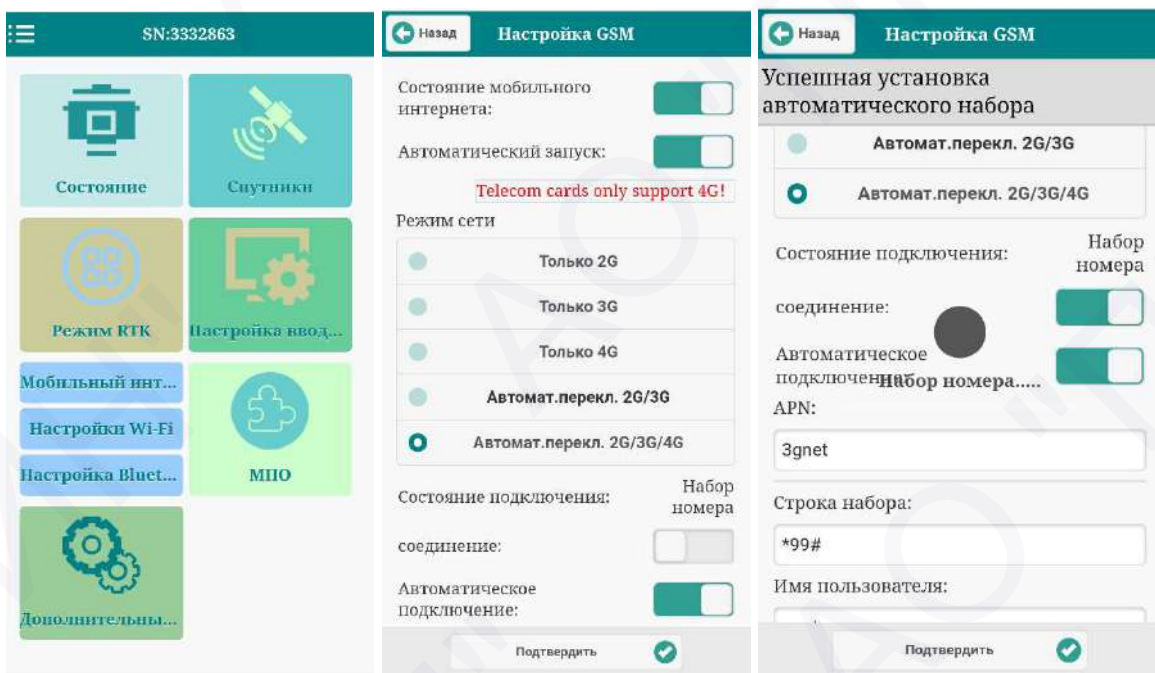 SN:3332863
Состояние
Спутники
Режим RTK
Настройка ввод...
Мобильный инт...
Настройки Wi-Fi
Настройка Bluet...
МПО
Дополнительны...
Назад
Настройка GSM
Состояние мобильного
интернета:
Автоматический запуск:
Telecom cards only support 4G!
Режим сети
Только 2G
Только 3G
Только 4G
Автомат.перекл. 2G/3G
Автомат.перекл. 2G/3G/4G
Состояние подключения:
Набор
номера
соединение:
Автоматическое
подключение:
Подтвердить
Назад
Настройка GSM
Успешная установка
автоматического набора
Автомат.перекл. 2G/3G
Автомат.перекл. 2G/3G/4G
Состояние подключения:
Набор
номера
соединение:
Автоматическое
подключение:
Набор номера.....
APN:
3gnet
Строка набора:
*99#
Имя пользователя:
Подтвердить